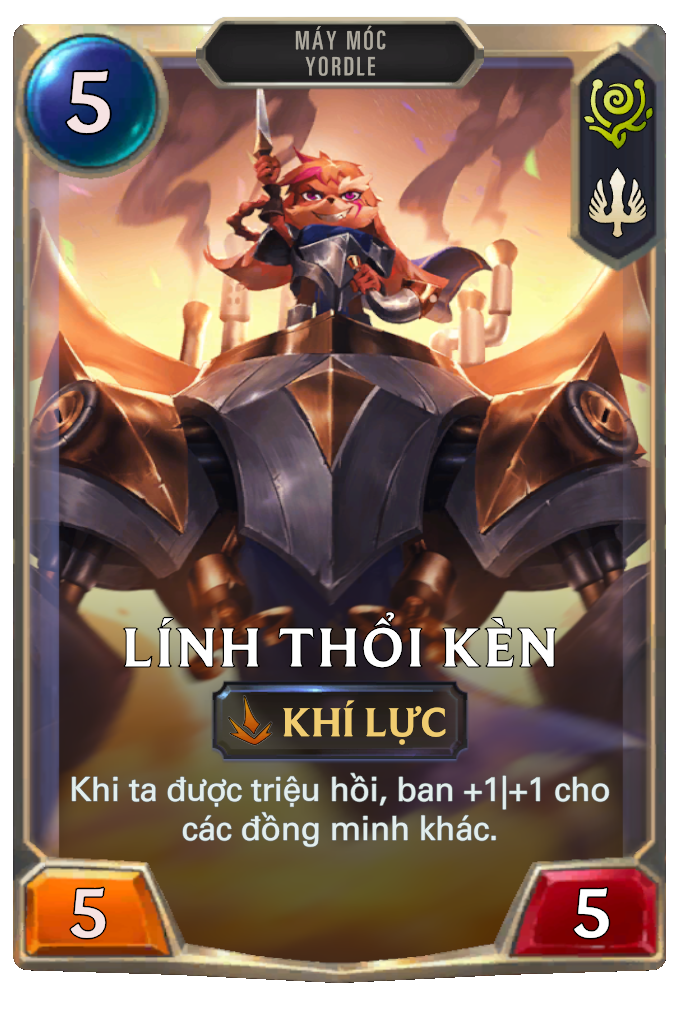 5
MÁY MÓC
YORDLE
LÍNH THỔI KÈN
KHÍ LỰC
Khi ta được triệu hồi, ban +1|+1 cho
các đồng minh khác.
5
5